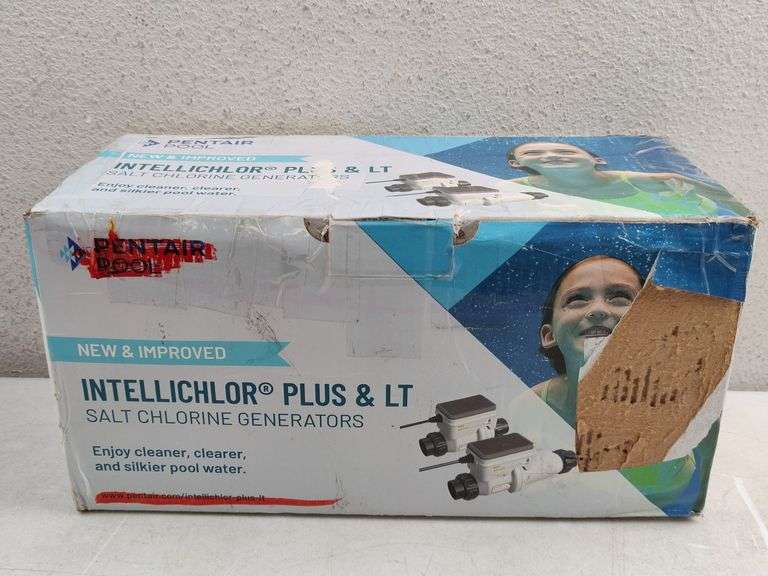 PENTAIR
POOL
NEW & IMPROVED
INTELLICHLOR® PLUS & LT
SALT CHLORINE GENERATORS
Enjoy cleaner, clearer,
and silkier pool water.
PENTAIR
POOL
NEW & IMPROVED
INTELLICHLOR® PLUS & LT
SALT CHLORINE GENERATORS
Enjoy cleaner, clearer,
and silkier pool water.
www.pentair.com/intellichlor-plus-lt